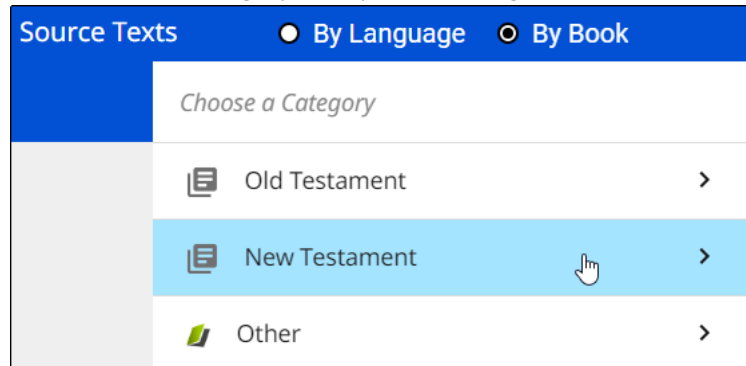 Source Texts By Language By Book
Choose a Category
Old Testament
New Testament
Other